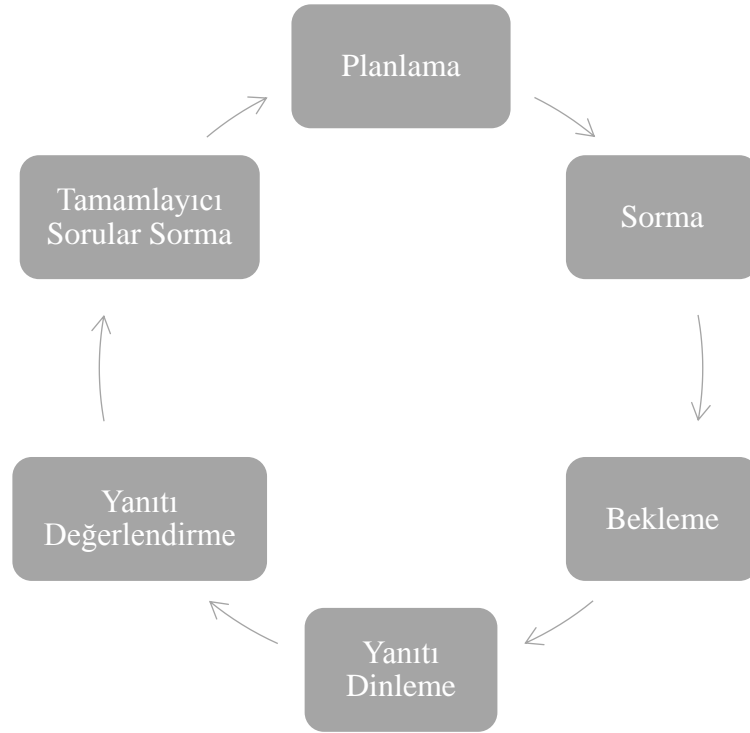 Planlama
Sorma
Bekleme
Yanıtı
Dinleme
Yanıtı
Değerlendirme
Tamamlayıcı
Sorular Sorma